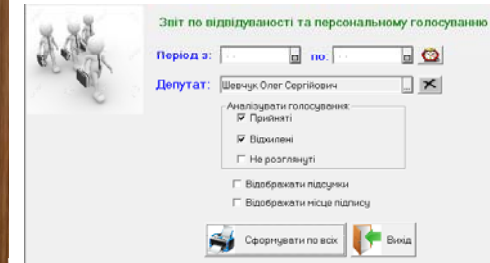 Звіт по відвідуваності та персональному голосуванню
Період з: . . по: . .
Депутат: Шевчук Олег Сергійович ...
Аналізувати голосування:
Прийняті
Відхилені
Не розглянуті
Відображати підсумки
Відображати місце підпису
Сформувати по всіх Вихід